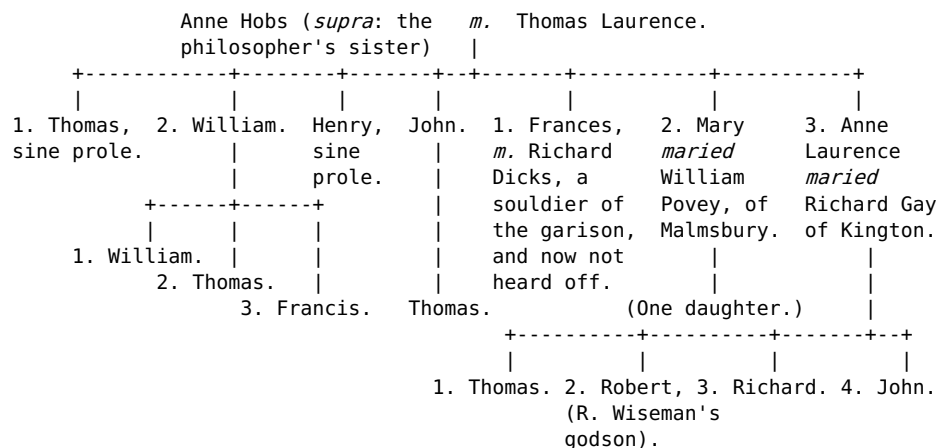 Anne Hobs (supra: the m. Thomas Laurence.
philosopher's sister)
1. Thomas, 2. William. Henry, John. 1. Frances, 2. Mary 3. Anne
sine prole. sine m. Richard maried Laurence
prole. Dicks, a William maried
souldier of Povey, of Richard Gay
the garison, Malmsbury. of Kington.
1. William. and now not
2. Thomas. heard off.
3. Francis. Thomas. (One daughter.)
1. Thomas. 2. Robert, 3. Richard. 4. John.
(R. Wiseman's
godson).